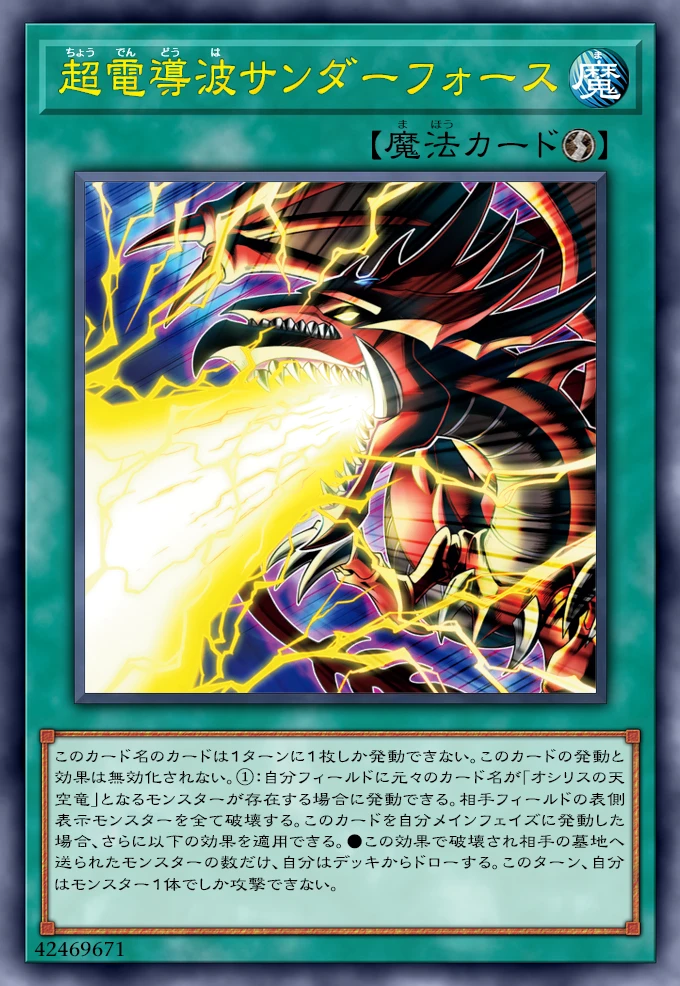 ちょう でん どう は
超電導波サンダーフォース
ま
魔
ま ほう
【魔法カード】
このカード名のカードは1ターンに1枚しか発動できない。このカードの発動と
効果は無効化されない。①:自分フィールドに元々のカード名が「オシリスの天
空竜」となるモンスターが存在する場合に発動できる。相手フィールドの表側
表示モンスターを全て破壊する。このカードを自分メインフェイズに発動した
場合、さらに以下の効果を適用できる。●この効果で破壊され相手の墓地へ
送られたモンスターの数だけ、自分はデッキからドローする。このターン、自分
はモンスター1体でしか攻撃できない。
42469671